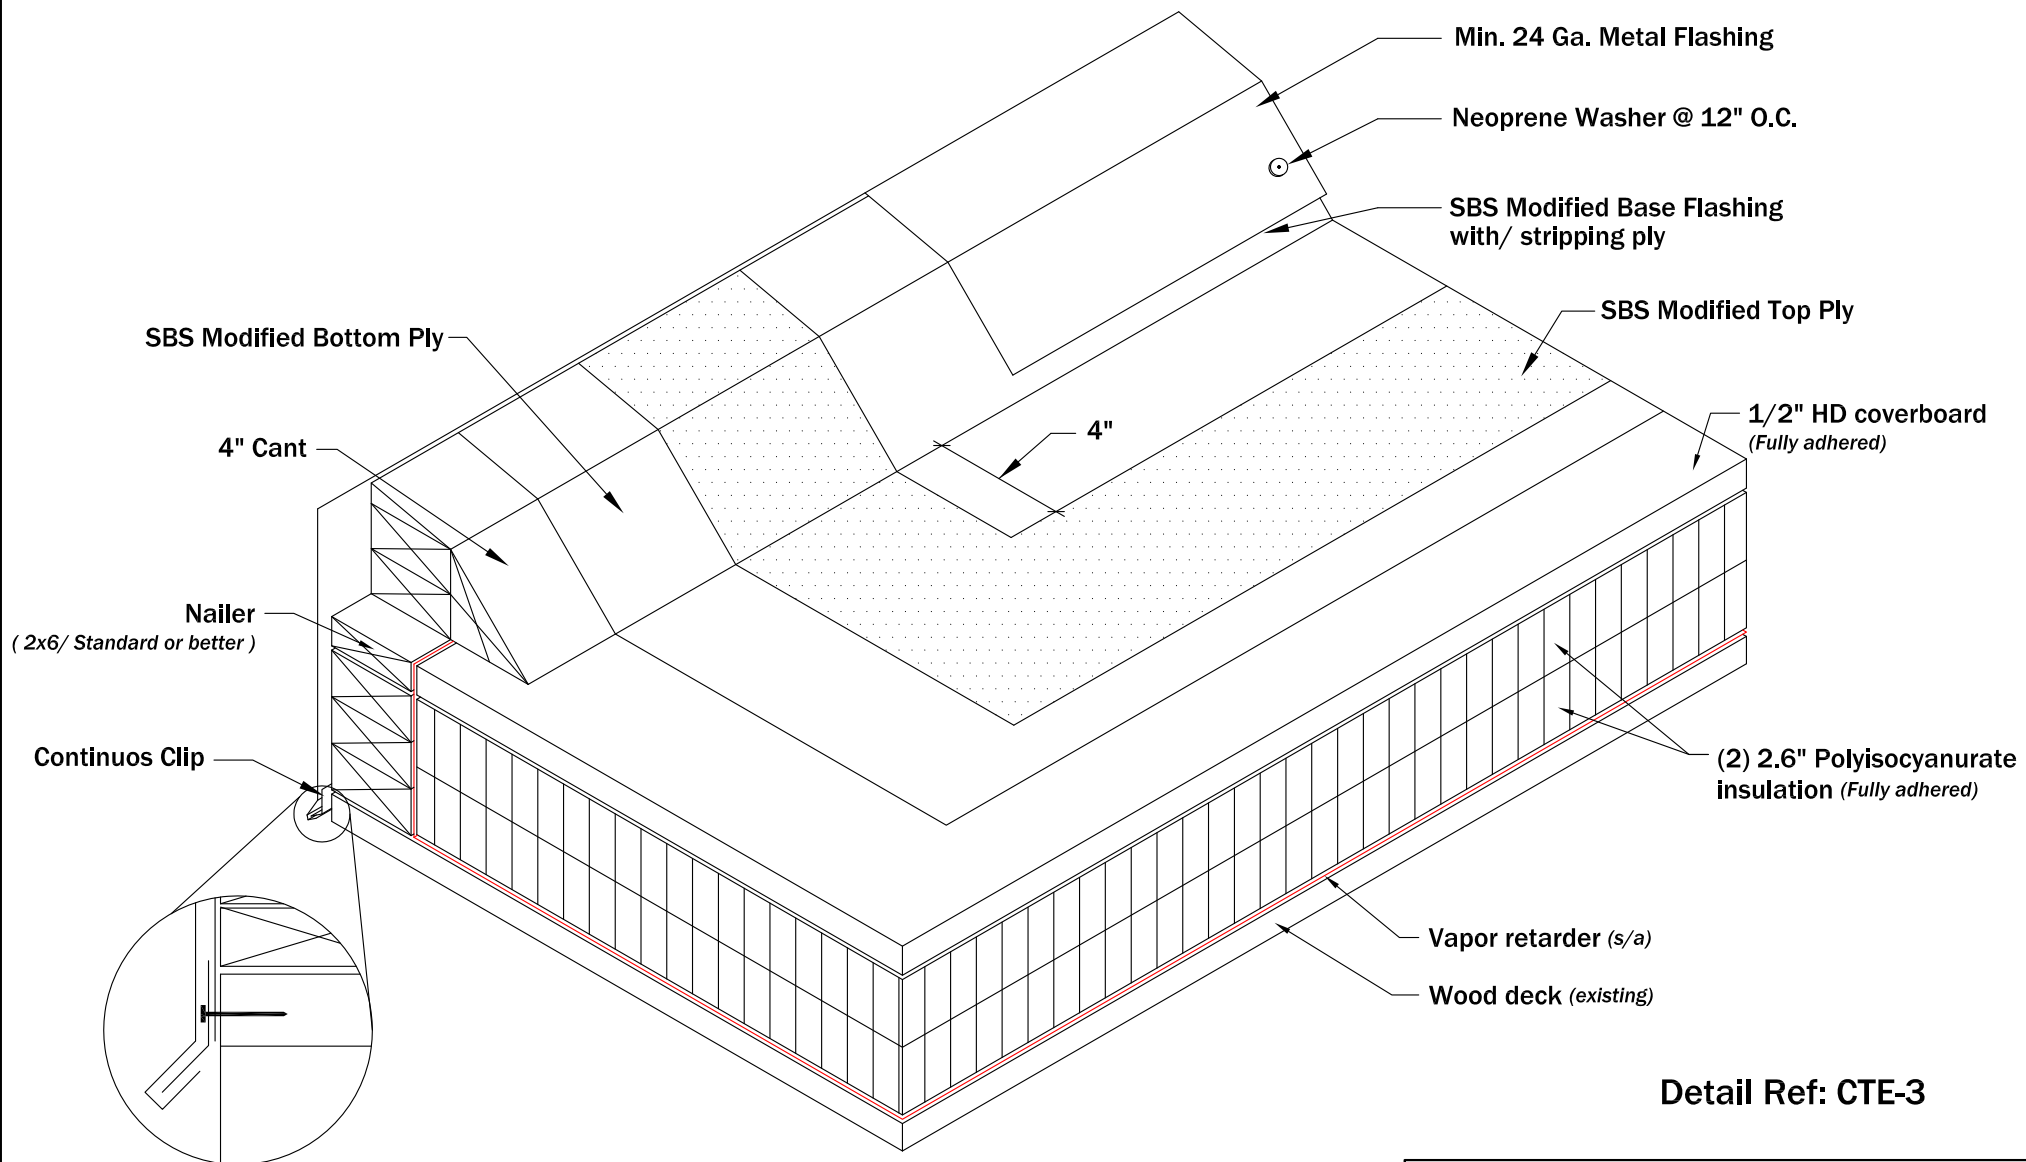 Min. 24 Ga. Metal Flashing
Neoprene Washer @ 12" O.C.
SBS Modified Base Flashing
with/ stripping ply
SBS Modified Top Ply
SBS Modified Bottom Ply
1/2" HD coverboard
(Fully adhered)
4"
4" Cant
Nailer
( 2x6/ Standard or better )
Continuos Clip
(2) 2.6" Polyisocyanurate
insulation (Fully adhered)
Vapor retarder (s/a)
Wood deck (existing)
Detail Ref: CTE-3